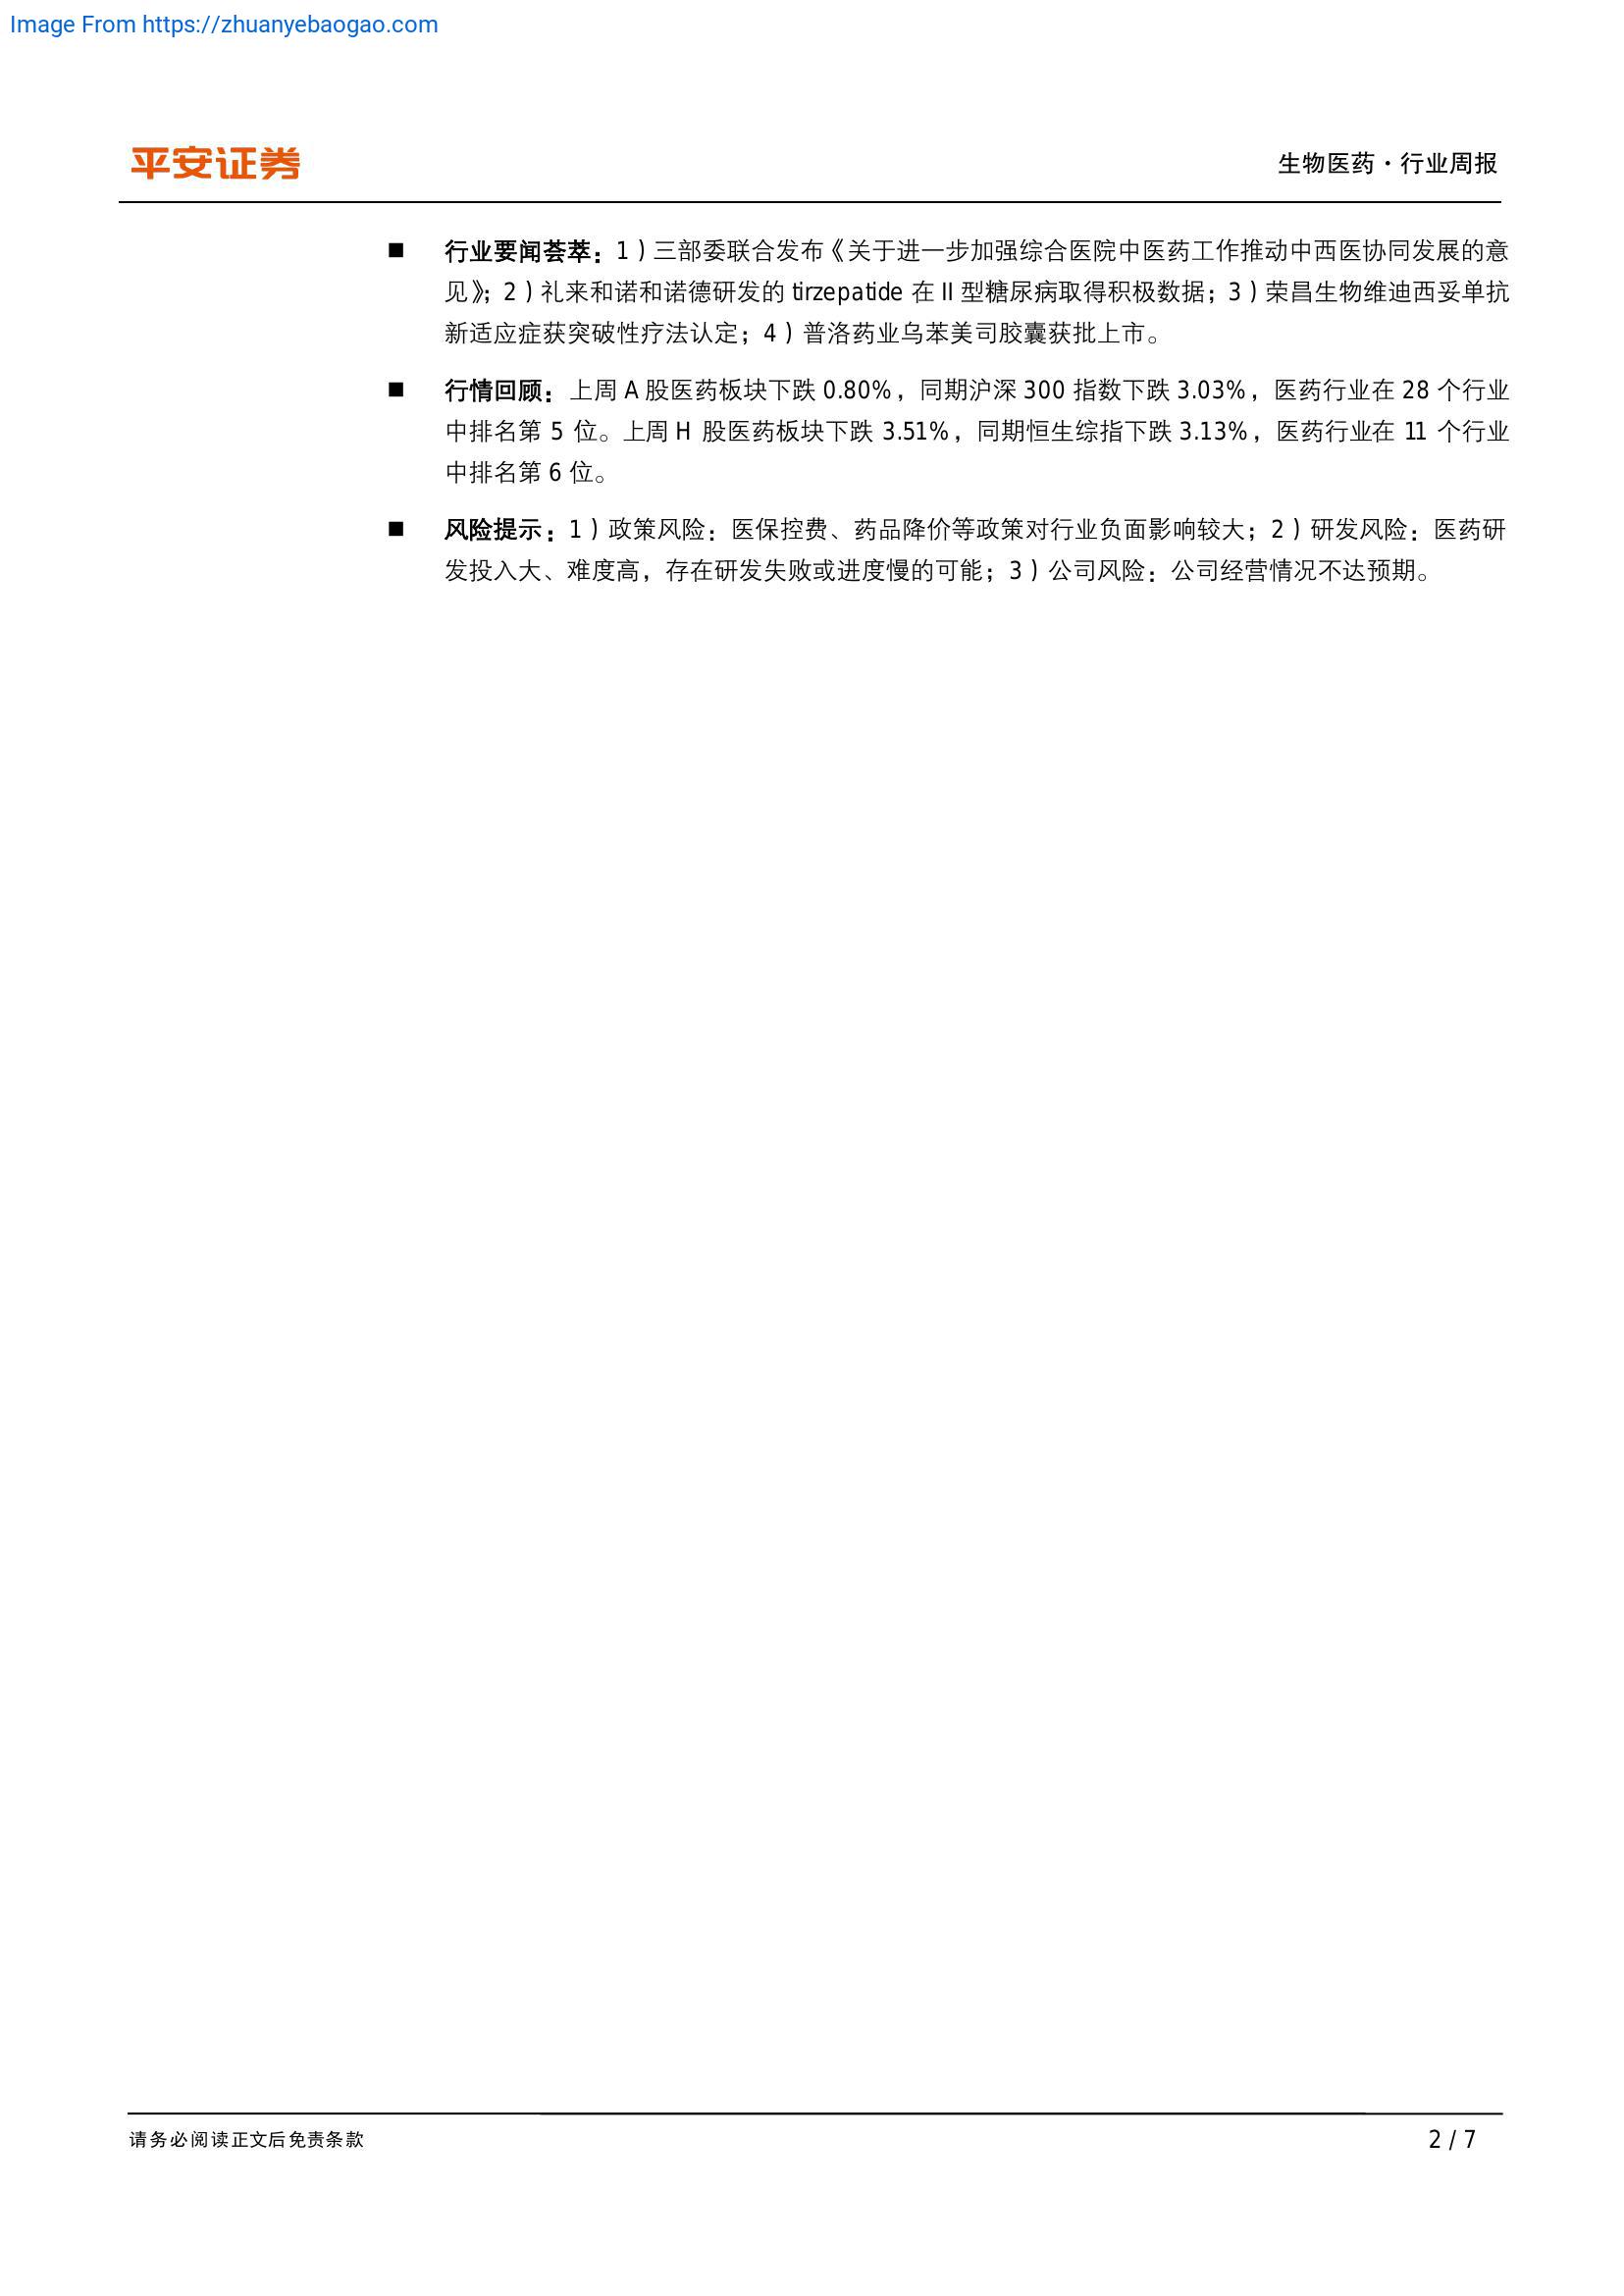 Image From https://zhuanyebaogao.com
平安证券
生物医药·行业周报
■ 行业要闻荟萃：1）三部委联合发布《关于进一步加强综合医院中医药工作推动中西医协同发展的意
见》；2）礼来和诺和诺德研发的 tirzepatide 在 II 型糖尿病取得积极数据；3）荣昌生物维迪西妥单抗
新适应症获突破性疗法认定；4）普洛药业乌苯美司胶囊获批上市。
■ 行情回顾：上周 A 股医药板块下跌 0.80%，同期沪深 300 指数下跌 3.03%，医药行业在 28 个行业
中排名第 5 位。上周 H 股医药板块下跌 3.51%，同期恒生综指下跌 3.13%，医药行业在 11 个行业
中排名第 6 位。
■ 风险提示：1）政策风险：医保控费、药品降价等政策对行业负面影响较大；2）研发风险：医药研
发投入大、难度高，存在研发失败或进度慢的可能；3）公司风险：公司经营情况不达预期。
请务必阅读正文后免责条款
2 / 7